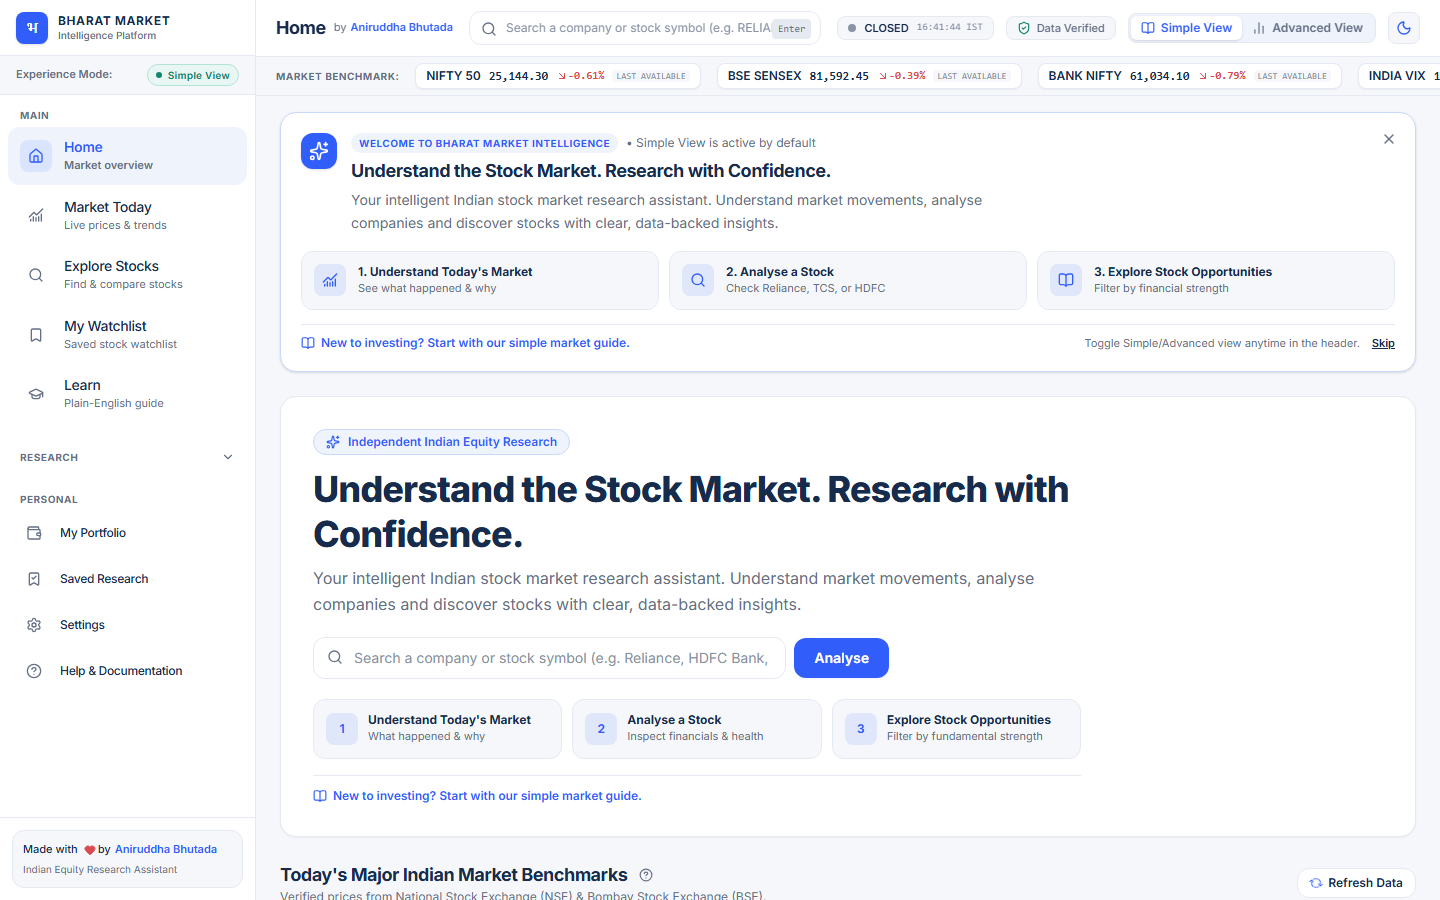 भ
BHARAT MARKET
Intelligence Platform
Experience Mode:
Simple View
MAIN
Home
Market overview
Market Today
Live prices & trends
Explore Stocks
Find & compare stocks
My Watchlist
Saved stock watchlist
Learn
Plain-English guide
RESEARCH
PERSONAL
My Portfolio
Saved Research
Settings
Help & Documentation
Made with by Aniruddha Bhutada
Indian Equity Research Assistant
Home by Aniruddha Bhutada
Search a company or stock symbol (e.g. RELIA
Enter
CLOSED 16:41:44 IST
Data Verified
Simple View
Advanced View
MARKET BENCHMARK:
NIFTY 50 25,144.30 ↘-0.61% LAST AVAILABLE
BSE SENSEX 81,592.45 ↘-0.39% LAST AVAILABLE
BANK NIFTY 61,034.10 ↘-0.79% LAST AVAILABLE
INDIA VIX 1
WELCOME TO BHARAT MARKET INTELLIGENCE • Simple View is active by default
Understand the Stock Market. Research with Confidence.
Your intelligent Indian stock market research assistant. Understand market movements, analyse
companies and discover stocks with clear, data-backed insights.
1. Understand Today's Market
See what happened & why
2. Analyse a Stock
Check Reliance, TCS, or HDFC
3. Explore Stock Opportunities
Filter by financial strength
New to investing? Start with our simple market guide.
Toggle Simple/Advanced view anytime in the header. Skip
Independent Indian Equity Research
Understand the Stock Market. Research with
Confidence.
Your intelligent Indian stock market research assistant. Understand market movements, analyse
companies and discover stocks with clear, data-backed insights.
Search a company or stock symbol (e.g. Reliance, HDFC Bank,
Analyse
1
Understand Today's Market
What happened & why
2
Analyse a Stock
Inspect financials & health
3
Explore Stock Opportunities
Filter by fundamental strength
New to investing? Start with our simple market guide.
Today's Major Indian Market Benchmarks
Verified prices from National Stock Exchange (NSE) & Bombay Stock Exchange (BSE).
Refresh Data